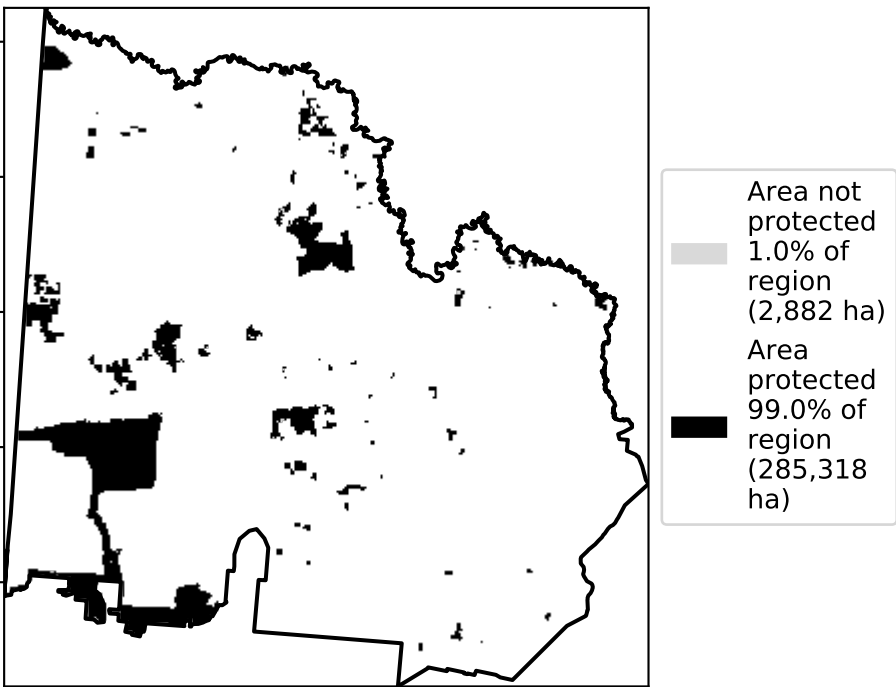 Area not
protected
1.0% of
region
(2,882 ha)
Area
protected
99.0% of
region
(285,318
ha)